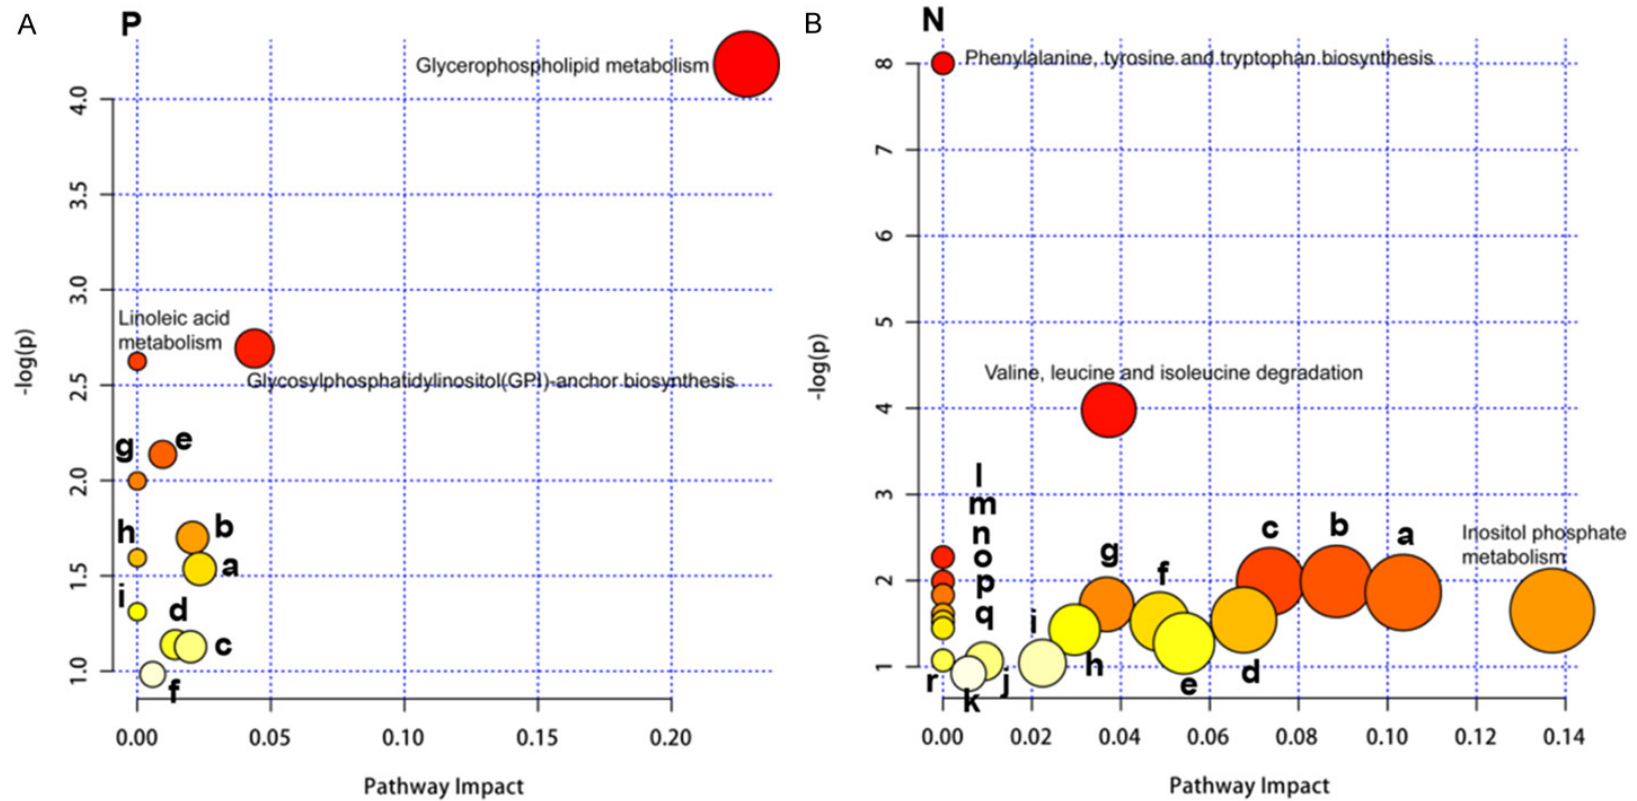 A
P
Glycerophospholipid metabolism
4.0
3.5
3.0
Linoleic acid
metabolism
Glycosylphosphatidylinositol(GPI)-anchor biosynthesis
2.5
g
e
2.0
h
b
a
1.5
i
d
c
1.0
f
-log(p)
0.00 0.05 0.10 0.15 0.20
Pathway Impact
B
N
8
Phenylalanine, tyrosine and tryptophan biosynthesis
7
6
5
Valine, leucine and isoleucine degradation
4
3
l
m
n
o
p
q
g
f
c
b
a
Inositol phosphate
metabolism
2
i
h
d
e
1
r
k
j
-log(p)
0.00 0.02 0.04 0.06 0.08 0.10 0.12 0.14
Pathway Impact